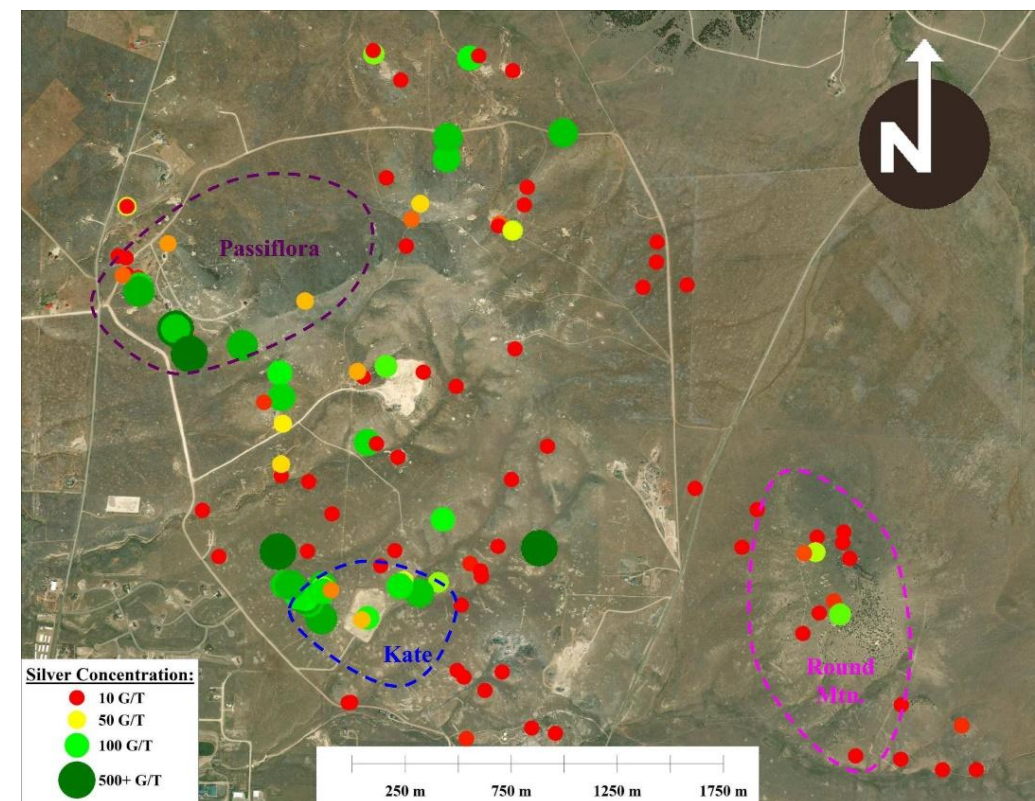 N
Passiflora
Kate
Round
Mtn.
Silver Concentration:
10 G/T
50 G/T
100 G/T
500+ G/T
250 m
750 m
1250 m
1750 m